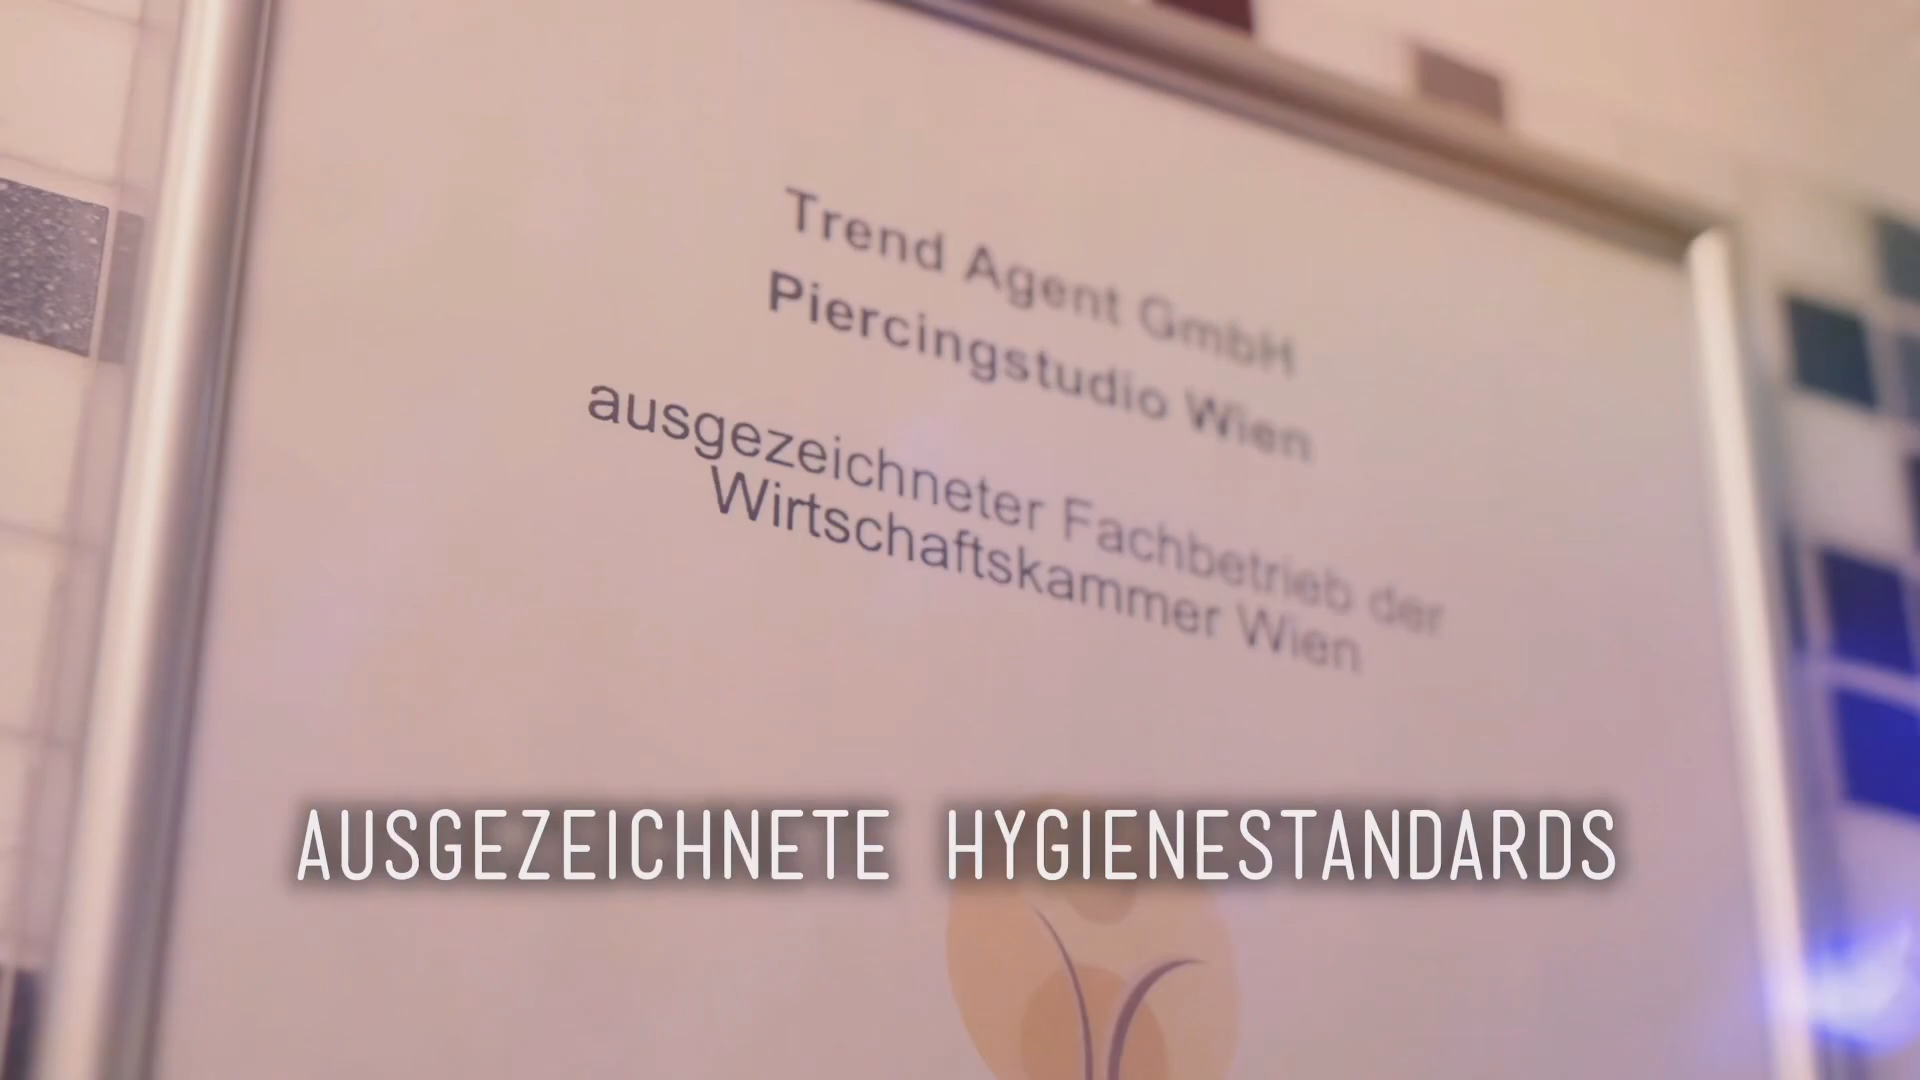 Trend Agent GmbH
Piercingstudio Wien
ausgezeichneter Fachbetrieb der
Wirtschaftskammer Wien
AUSGEZEICHNETE HYGIENESTANDARDS